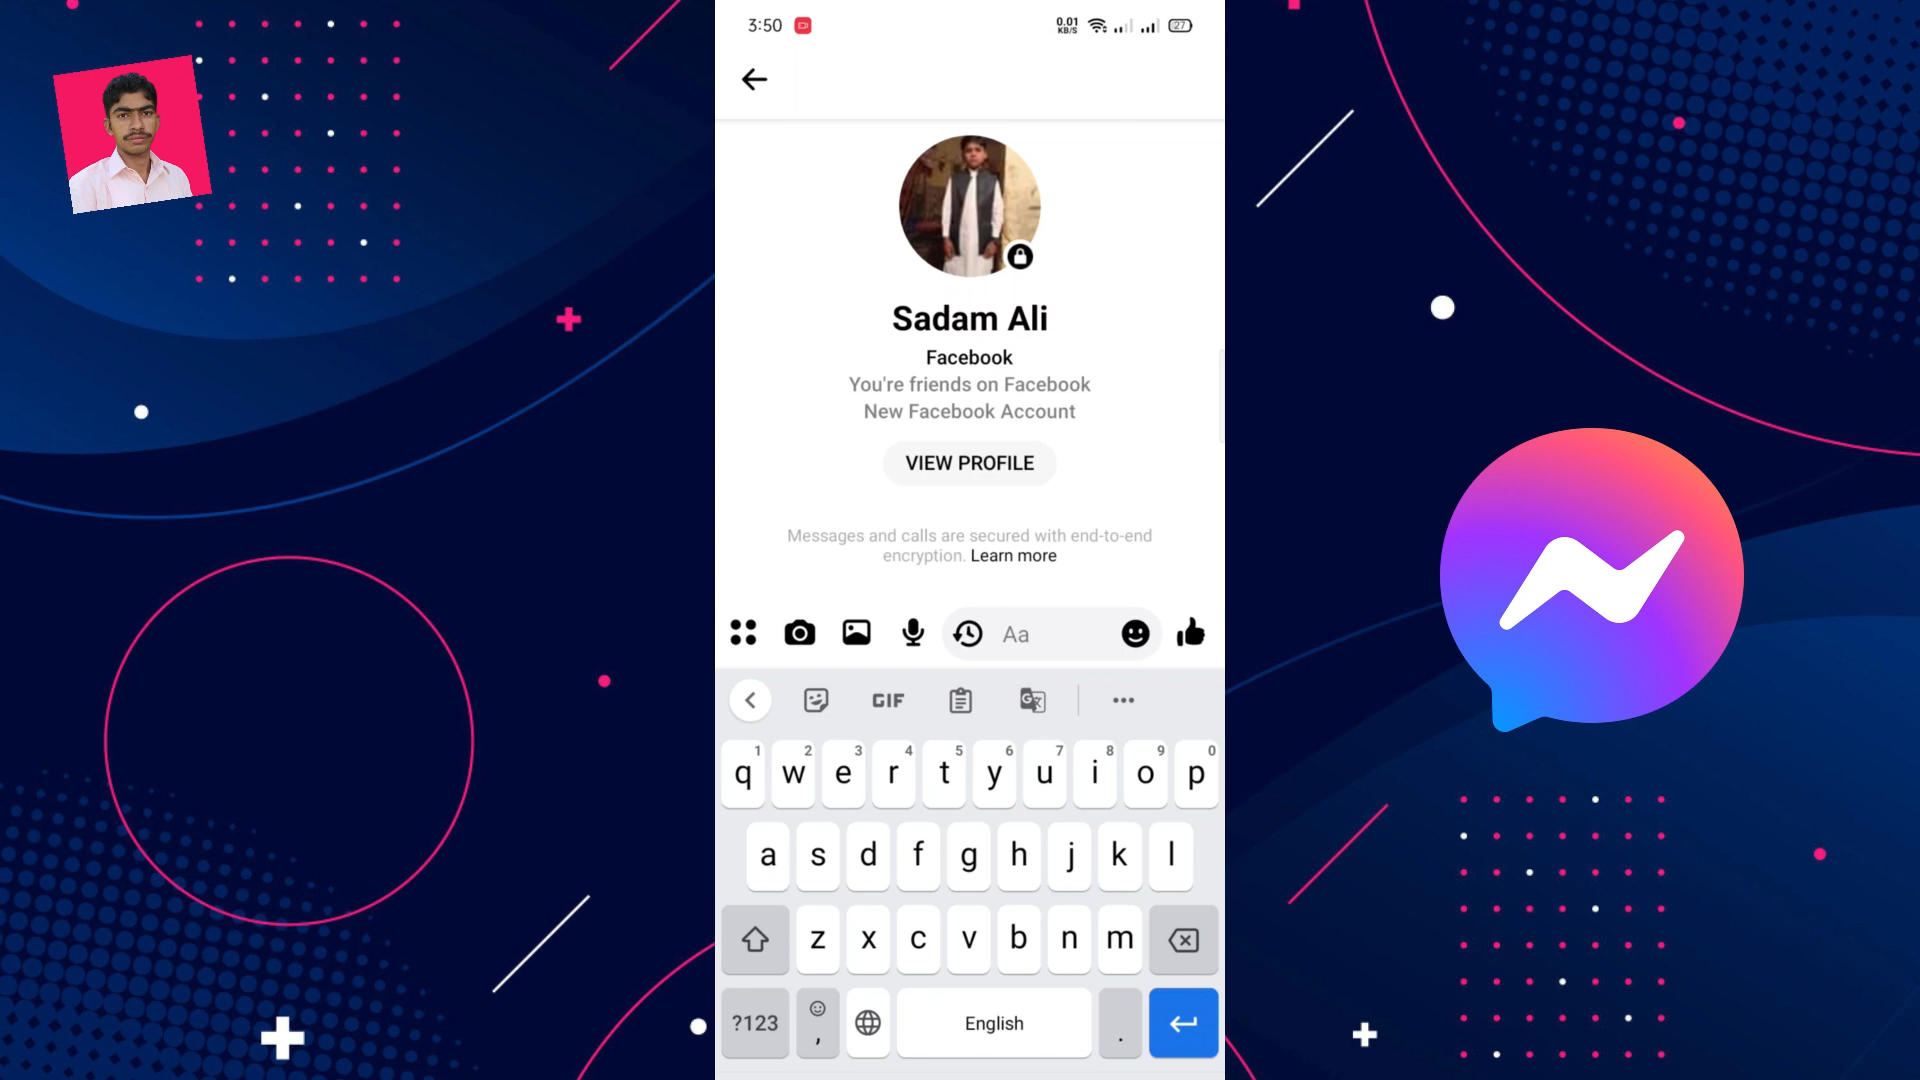 3:50
0.01
KB/S
27
Sadam Ali
Facebook
You're friends on Facebook
New Facebook Account
VIEW PROFILE
Messages and calls are secured with end-to-end
encryption. Learn more
Aa
GIF
1 2 3 4 5 6 7 8 9 0
q w e r t y u i o p
a s d f g h j k l
z x c v b n m
?123 , English .